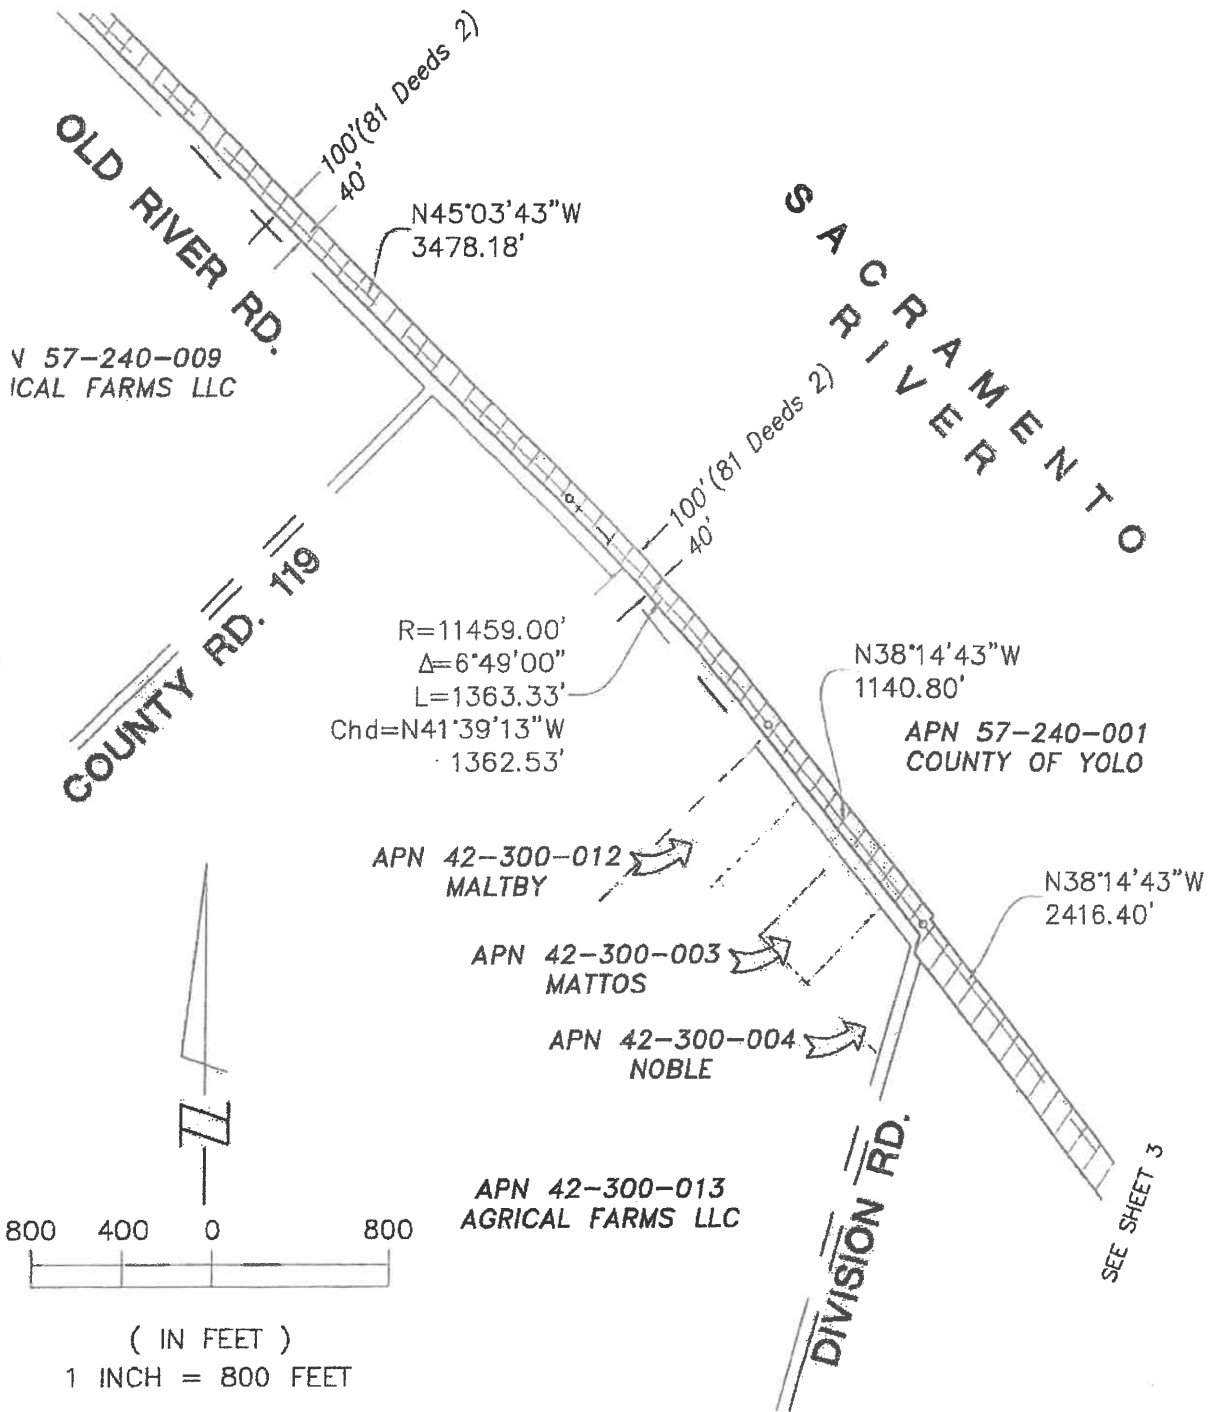 100'(81 Deeds 2)
40'
OLD RIVER RD.
N45°03'43"W
3478.18'
SACRAMENTO
RIVER
57-240-009
ICAL FARMS LLC
100'(81 Deeds 2)
40'
COUNTY RD. 119
R=11459.00'
Δ=6°49'00"
L=1363.33'
Chd=N41°39'13"W
1362.53'
N38°14'43"W
1140.80'
APN 57-240-001
COUNTY OF YOLO
APN 42-300-012
MALTBY
N38°14'43"W
2416.40'
APN 42-300-003
MATTOS
APN 42-300-004
NOBLE
N
DIVISION RD.
SEE SHEET 3
APN 42-300-013
AGRICAL FARMS LLC
800 400 0 800
( IN FEET )
1 INCH = 800 FEET